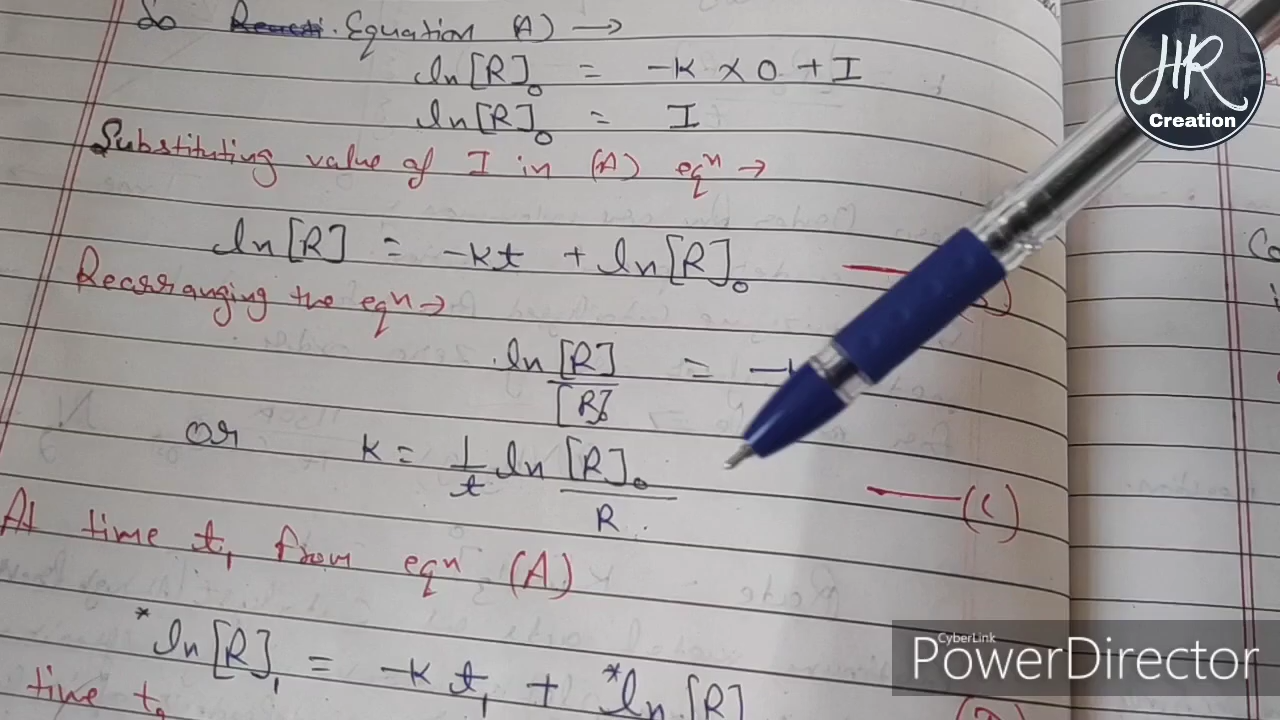 So Equation (A) →
ln[R]₀ = -K × 0 + I
ln[R]₀ = I
Substituting value of I in (A) eqⁿ →
ln[R] = -Kt + ln[R]₀
Rearranging the eqⁿ →
ln [R]/[R]₀ = -K
or K = 1/t ln [R]₀/R
(C)
At time t₁ from eqⁿ (A)
*ln[R]₁ = -K t₁ + *ln[R]
time t₂
HR
Creation
CyberLink
PowerDirector